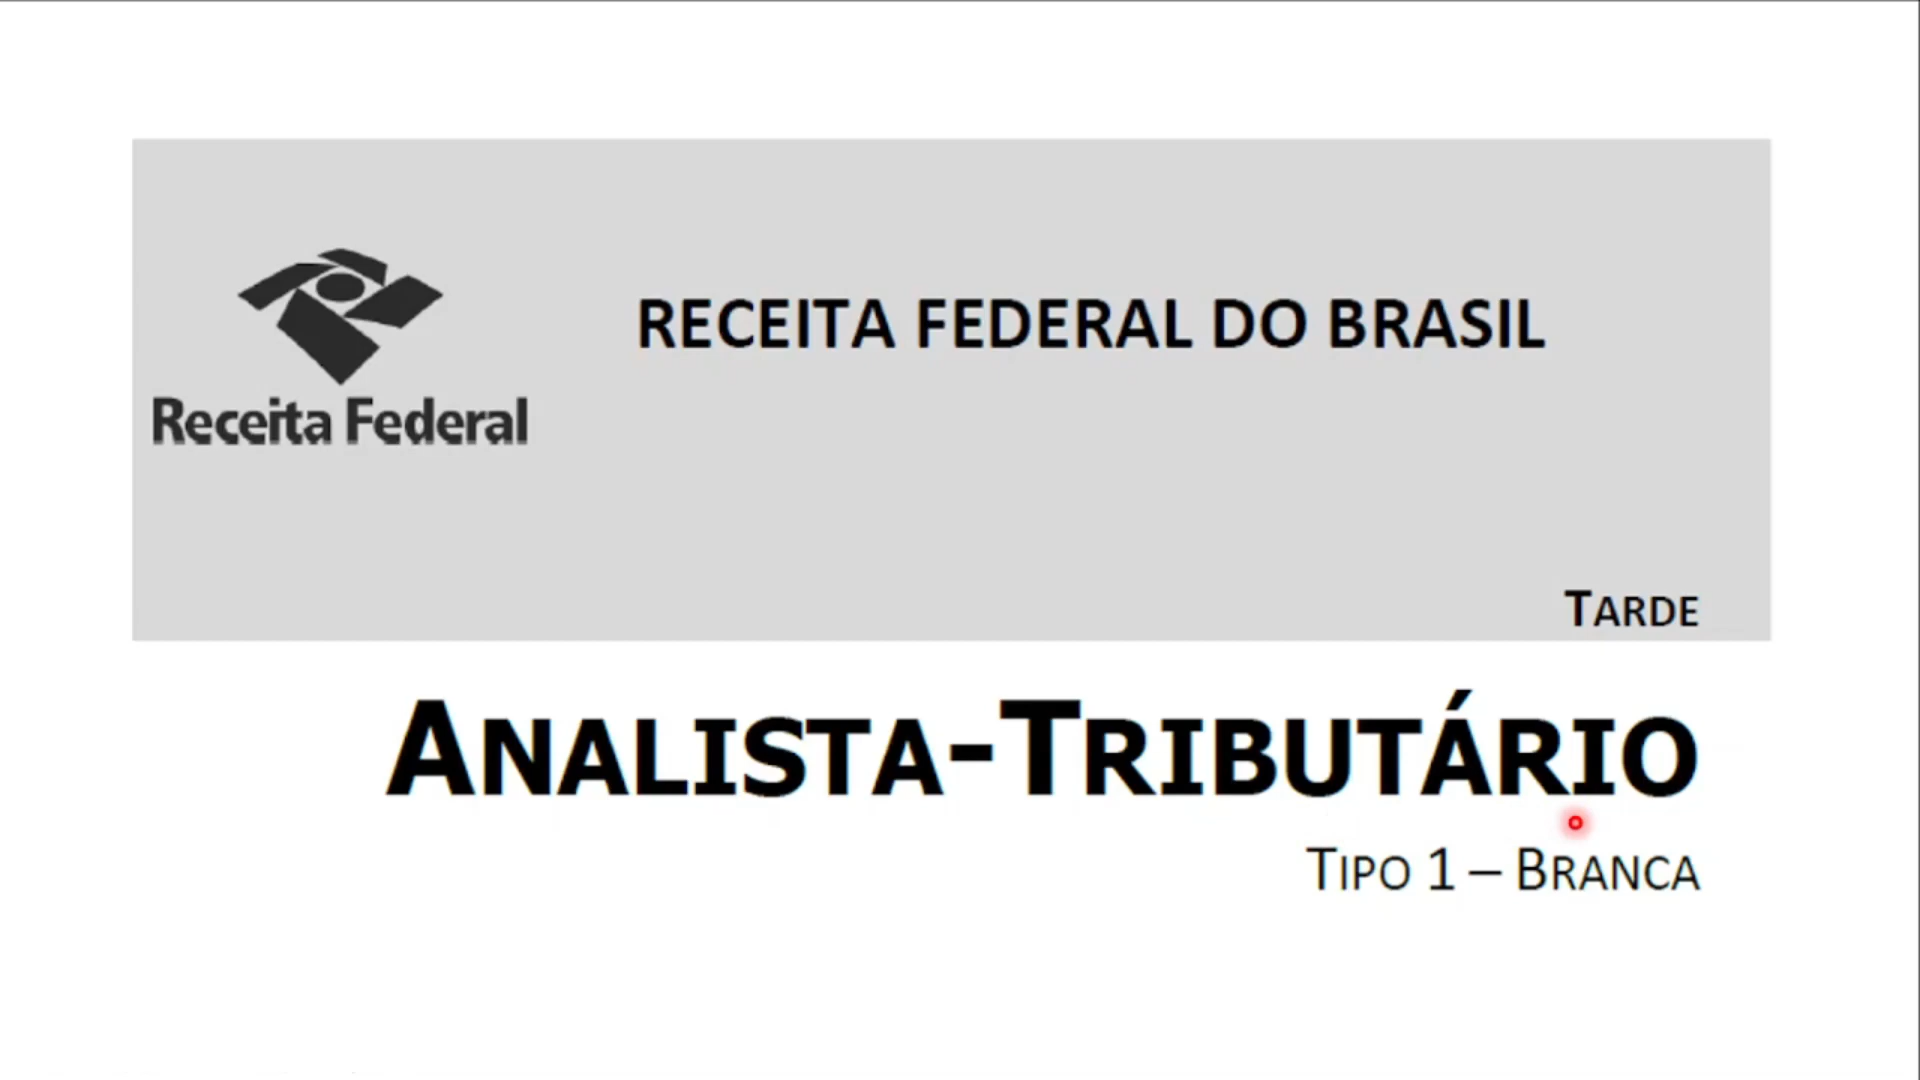 RECEITA FEDERAL DO BRASIL
Receita Federal
TARDE
ANALISTA-TRIBUTÁRIO
TIPO 1 – BRANCA